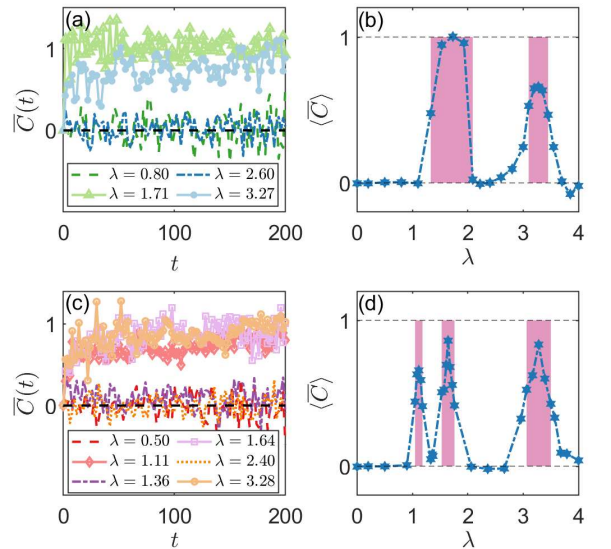 (a)
1
0
C̅(t)
λ = 0.80
λ = 1.71
λ = 2.60
λ = 3.27
0
100
200
t
(b)
1
0
⟨C̅⟩
0
1
2
3
4
λ
(c)
1
0
C̅(t)
λ = 0.50
λ = 1.11
λ = 1.36
λ = 1.64
λ = 2.40
λ = 3.28
0
100
200
t
(d)
1
0
⟨C̅⟩
0
1
2
3
4
λ